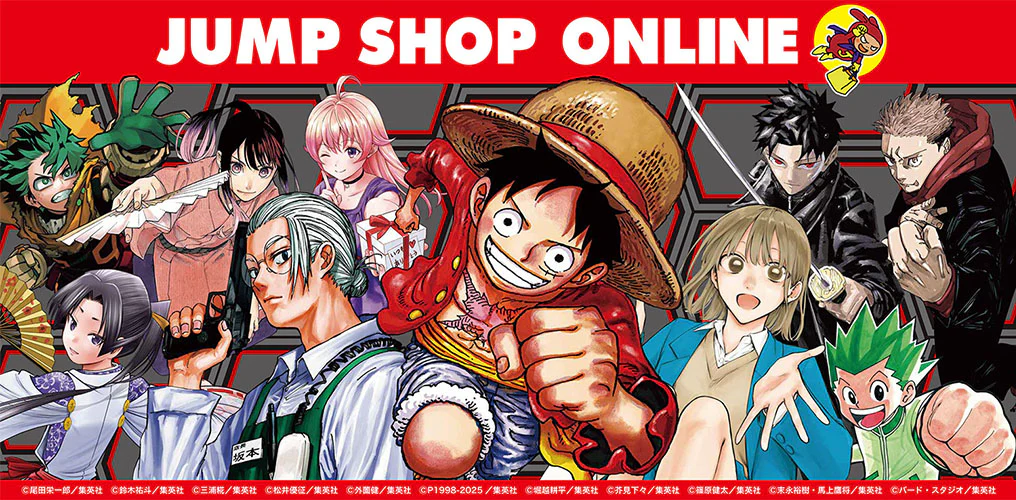 JUMP SHOP ONLINE
店長
坂本
©尾田栄一郎／集英社 ©鈴木祐斗／集英社 ©三浦糀／集英社 ©松井優征／集英社 ©外薗健／集英社 ©P1998-2025／集英社 ©堀越耕平／集英社 ©芥見下々／集英社 ©篠原健太／集英社 ©末永裕樹・馬上鷹将／集英社 ©バード・スタジオ／集英社